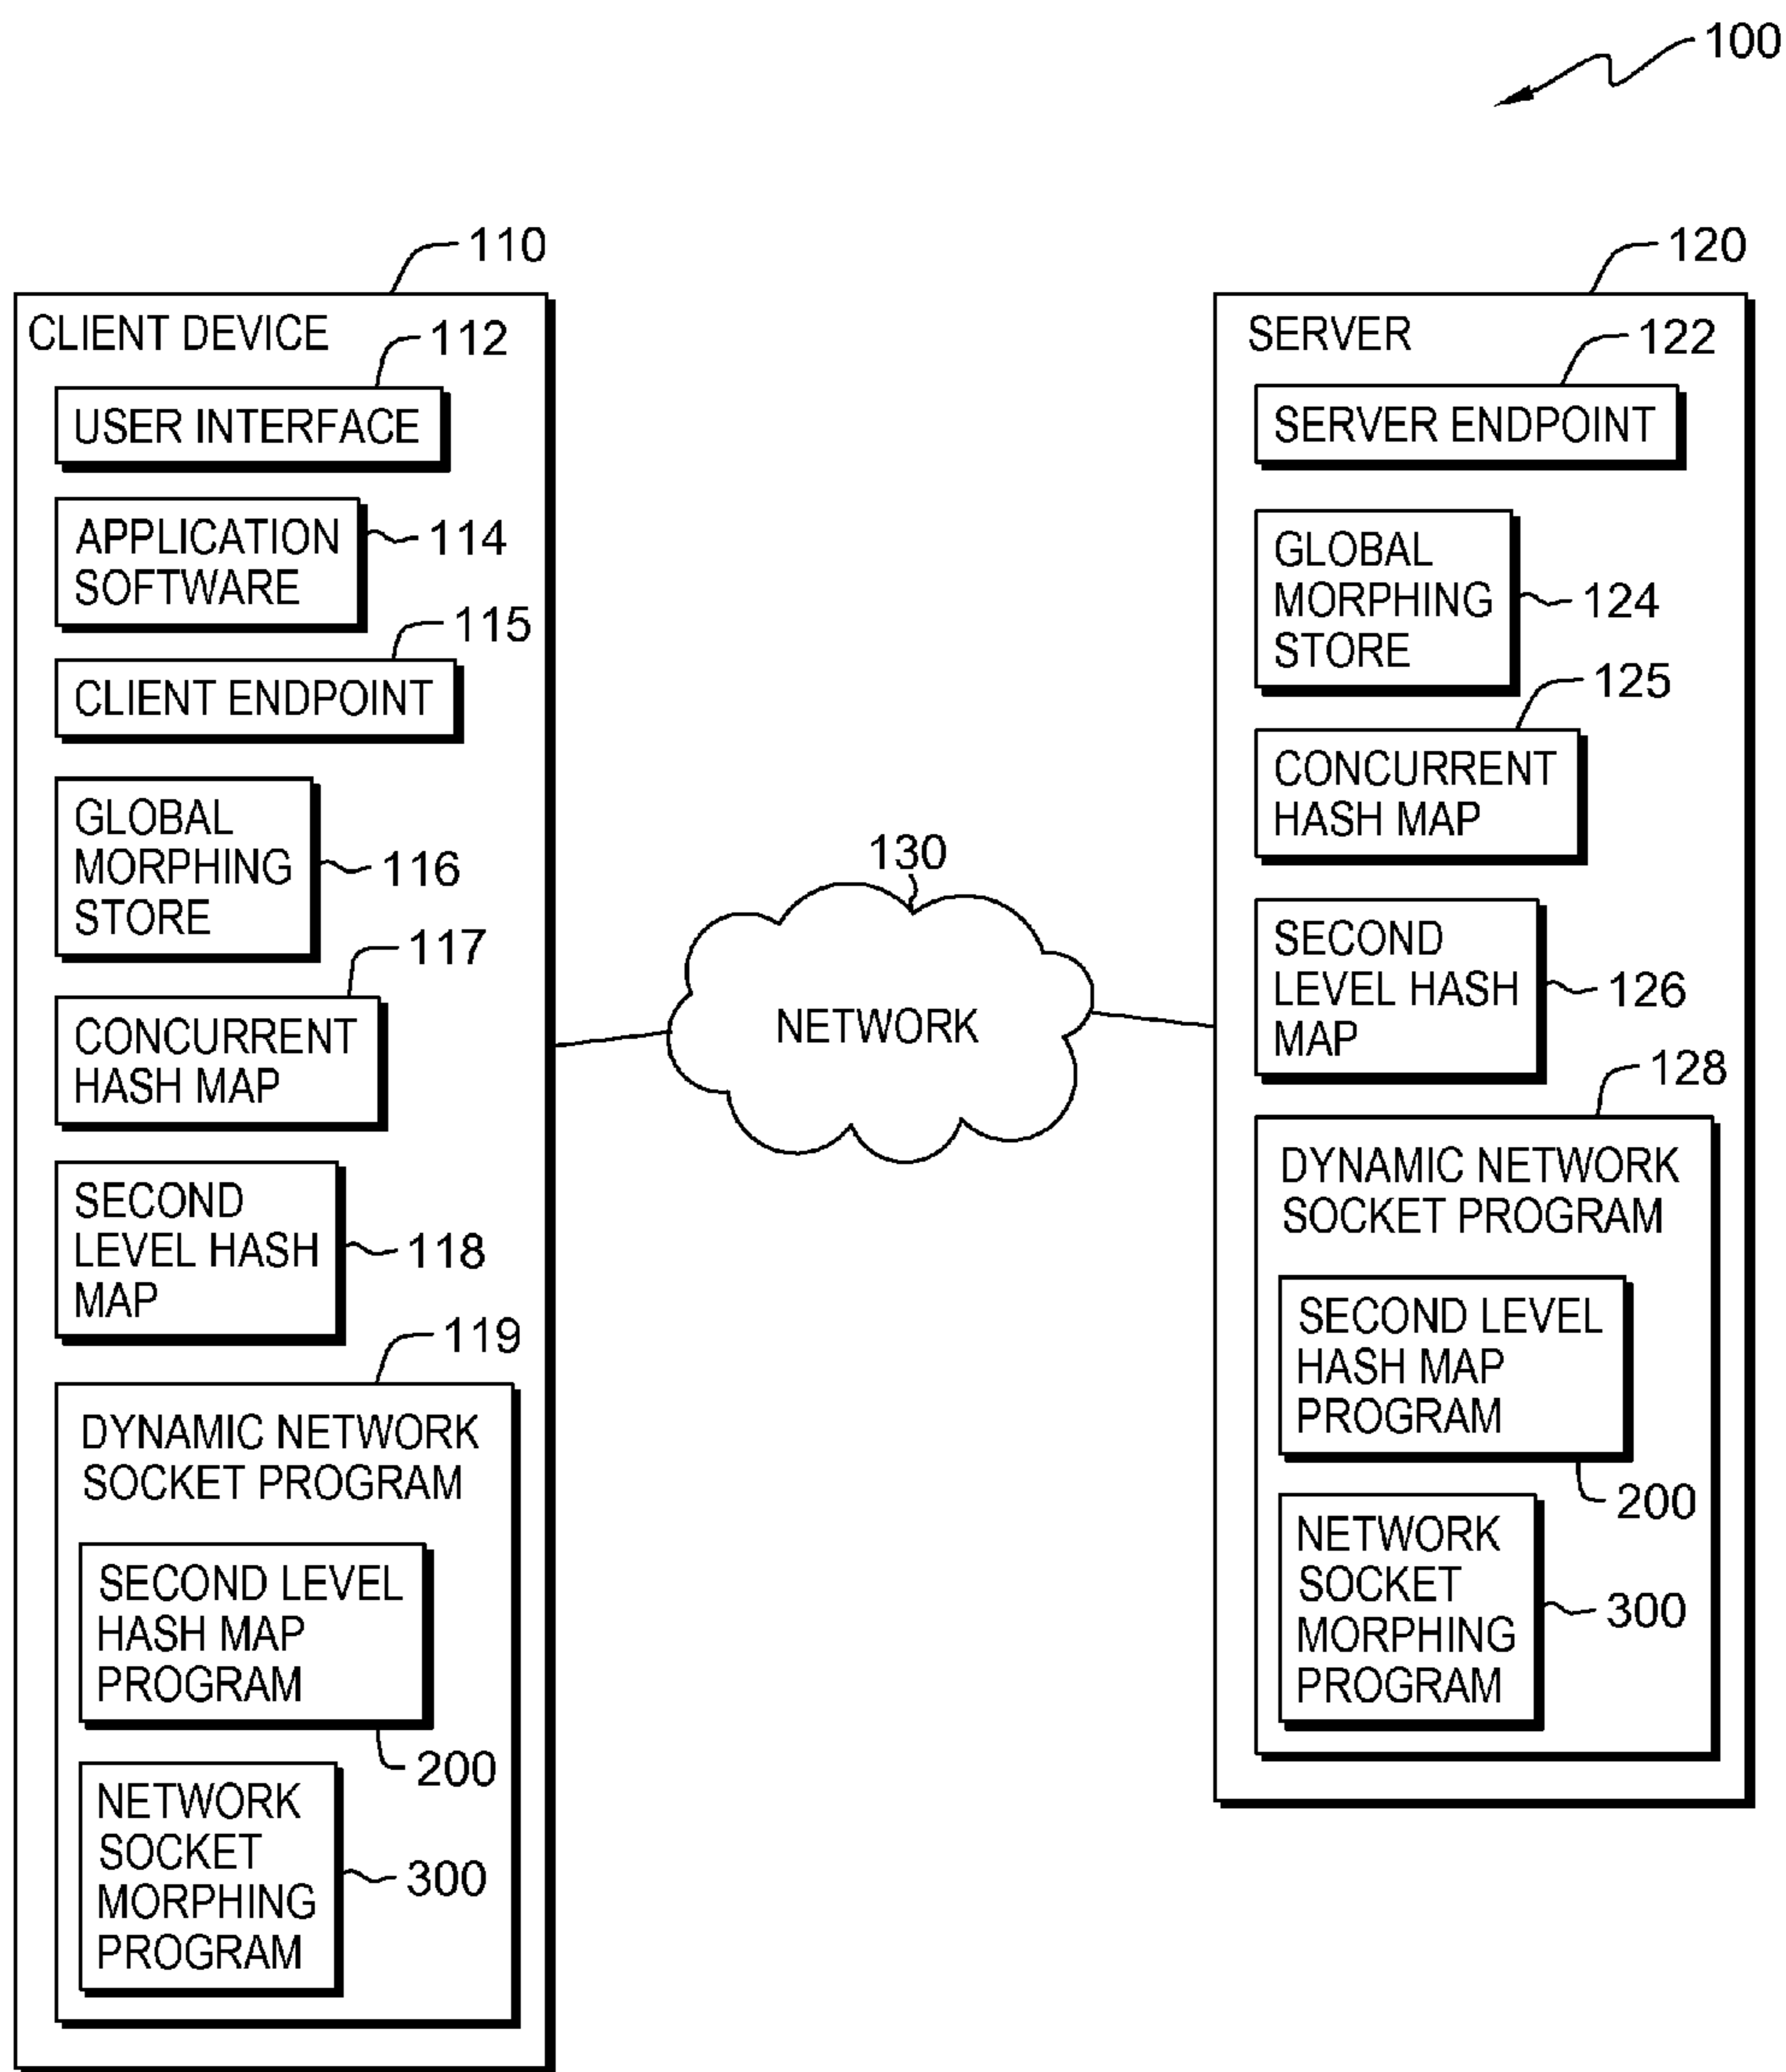 100
110
CLIENT DEVICE
112
USER INTERFACE
APPLICATION
SOFTWARE
114
115
CLIENT ENDPOINT
GLOBAL
MORPHING
STORE
116
117
CONCURRENT
HASH MAP
SECOND
LEVEL HASH
MAP
118
119
DYNAMIC NETWORK
SOCKET PROGRAM
SECOND LEVEL
HASH MAP
PROGRAM
200
NETWORK
SOCKET
MORPHING
PROGRAM
300
130
NETWORK
120
SERVER
122
SERVER ENDPOINT
GLOBAL
MORPHING
STORE
124
125
CONCURRENT
HASH MAP
SECOND
LEVEL HASH
MAP
126
128
DYNAMIC NETWORK
SOCKET PROGRAM
SECOND LEVEL
HASH MAP
PROGRAM
200
NETWORK
SOCKET
MORPHING
PROGRAM
300